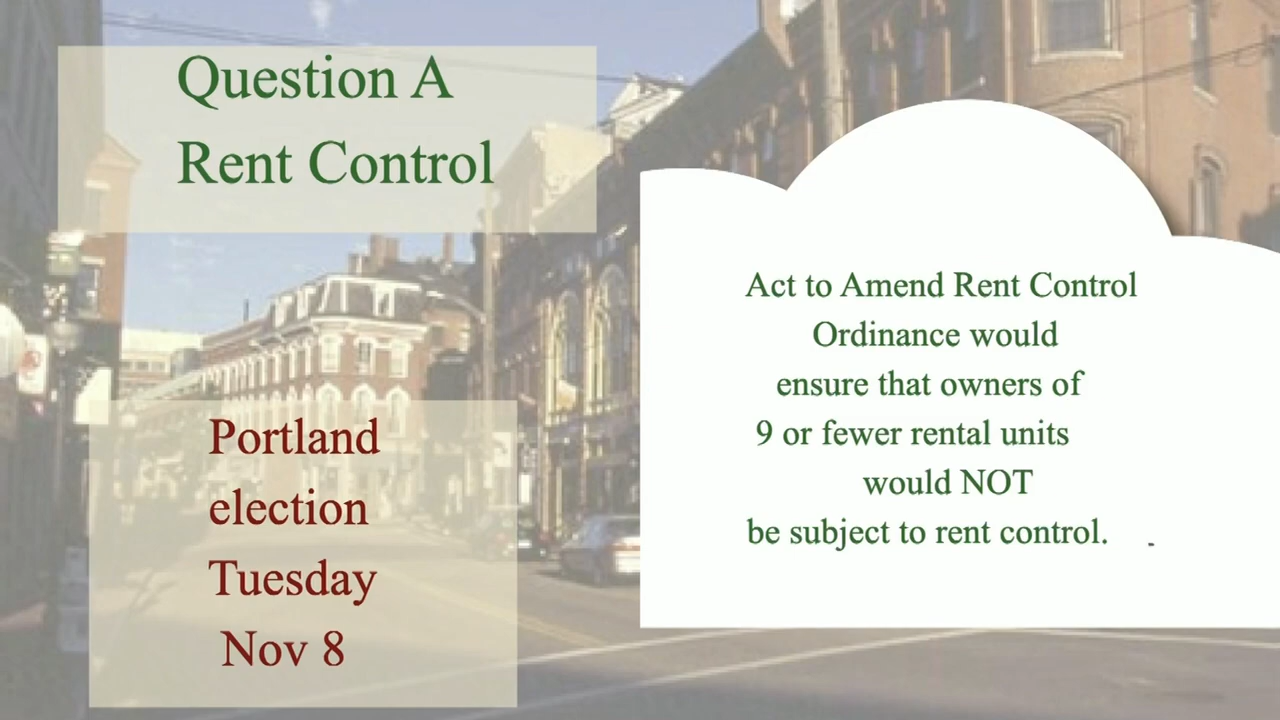 Question A
Rent Control
Portland
election
Tuesday
Nov 8
Act to Amend Rent Control
Ordinance would
ensure that owners of
9 or fewer rental units
would NOT
be subject to rent control.